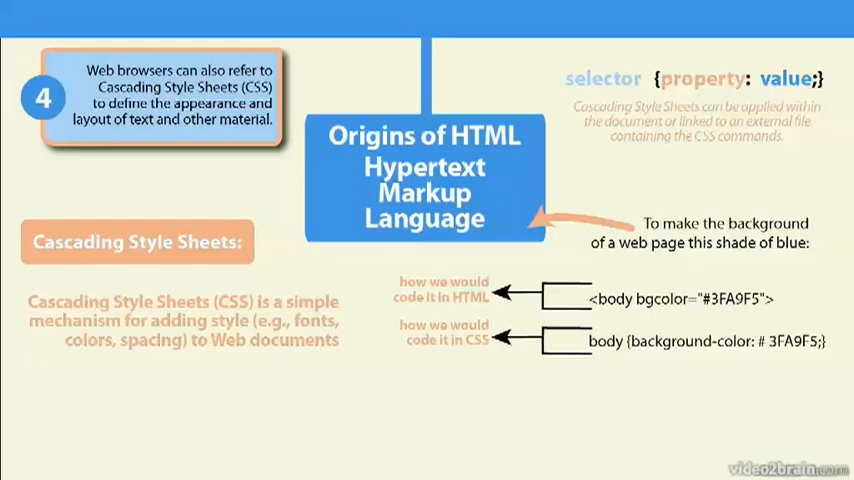 4
Web browsers can also refer to
Cascading Style Sheets (CSS)
to define the appearance and
layout of text and other material.
selector {property: value;}
Cascading Style Sheets can be applied within
the document or linked to an external file
containing the CSS commands.
Origins of HTML
Hypertext
Markup
Language
To make the background
of a web page this shade of blue:
Cascading Style Sheets:
Cascading Style Sheets (CSS) is a simple
mechanism for adding style (e.g., fonts,
colors, spacing) to Web documents
how we would
code it in HTML
<body bgcolor="#3FA9F5">
how we would
code it in CSS
body {background-color: # 3FA9F5;}
video2brain.com